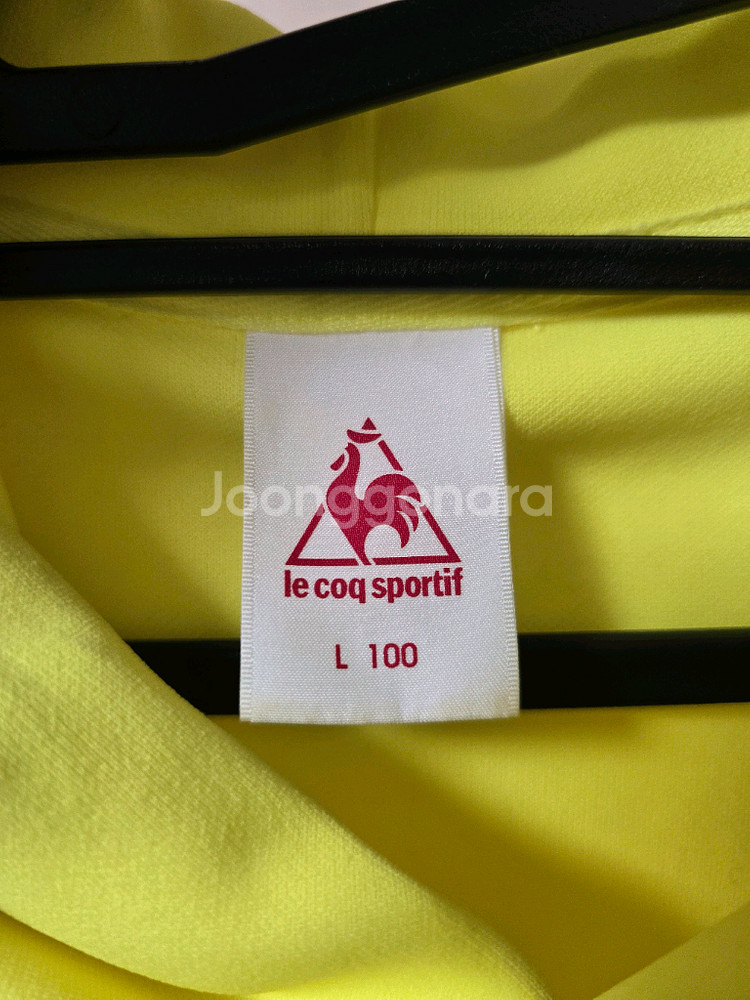 Joonggonara
le coq sportif
L 100